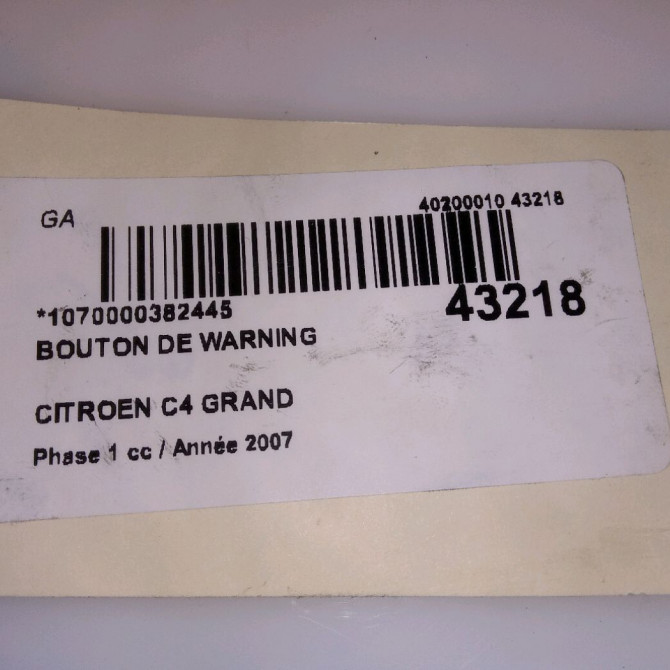 GA
40200010 43218
*1070000382445
43218
BOUTON DE WARNING
CITROEN C4 GRAND
Phase 1 cc / Année 2007